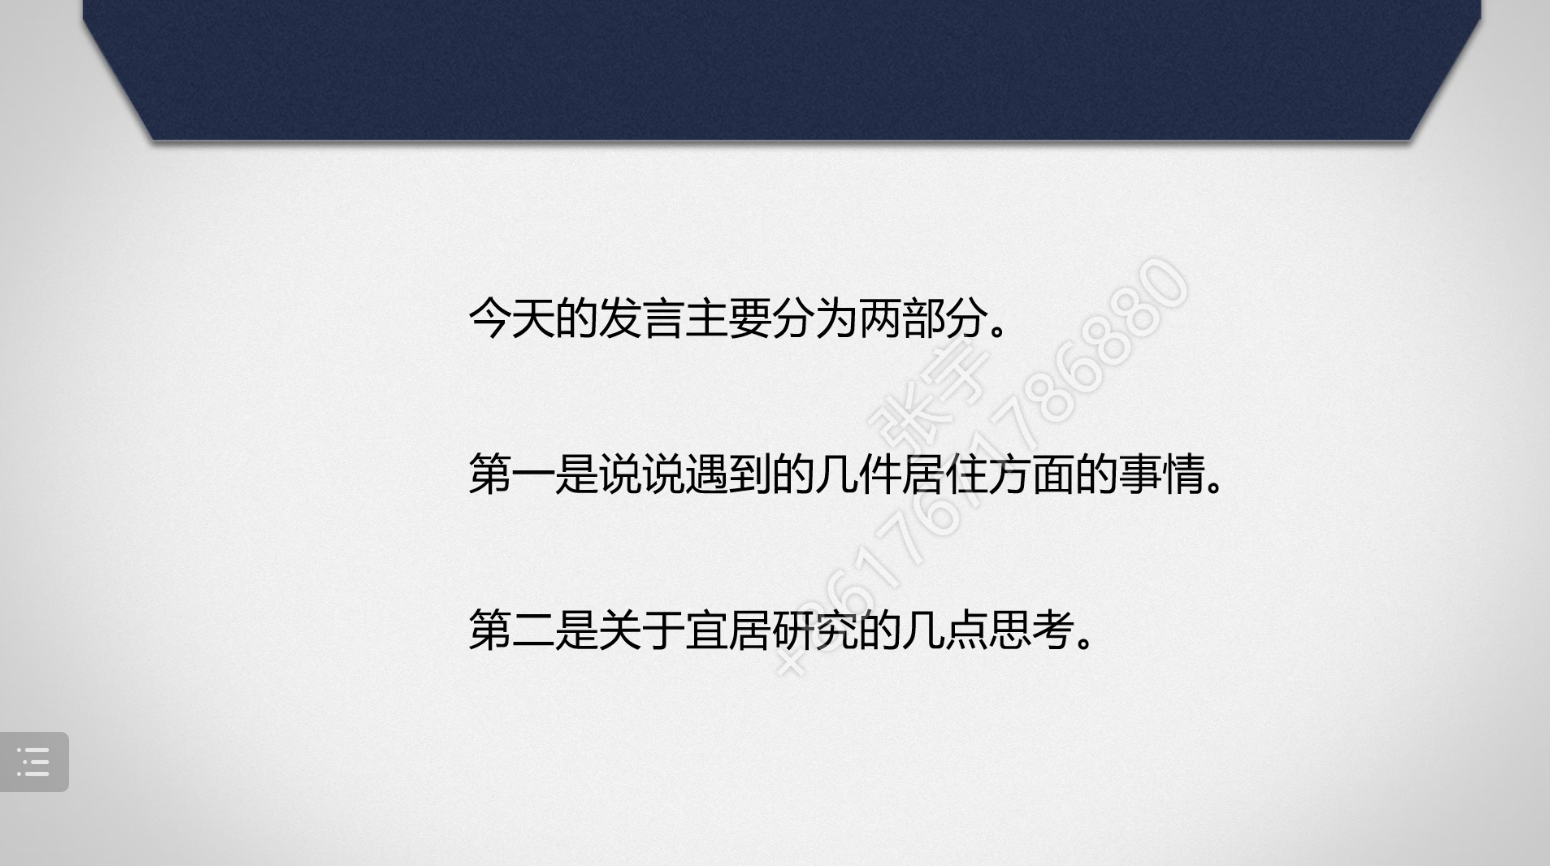 今天的发言主要分为两部分。
张宇
+8617671786880
第一是说说遇到的几件居住方面的事情。
第二是关于宜居研究的几点思考。